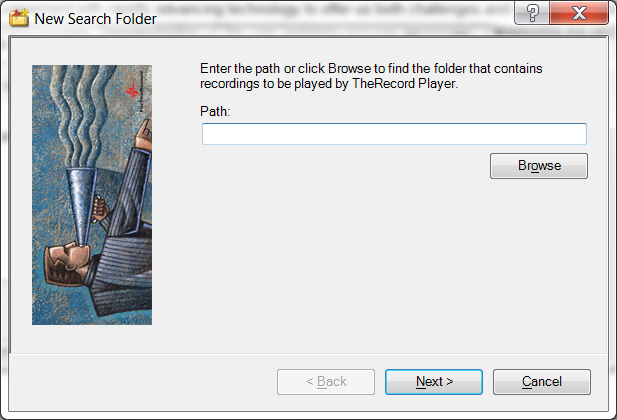 New Search Folder
Enter the path or click Browse to find the folder that contains
recordings to be played by TheRecord Player.
Path:
Browse
< Back
Next >
Cancel